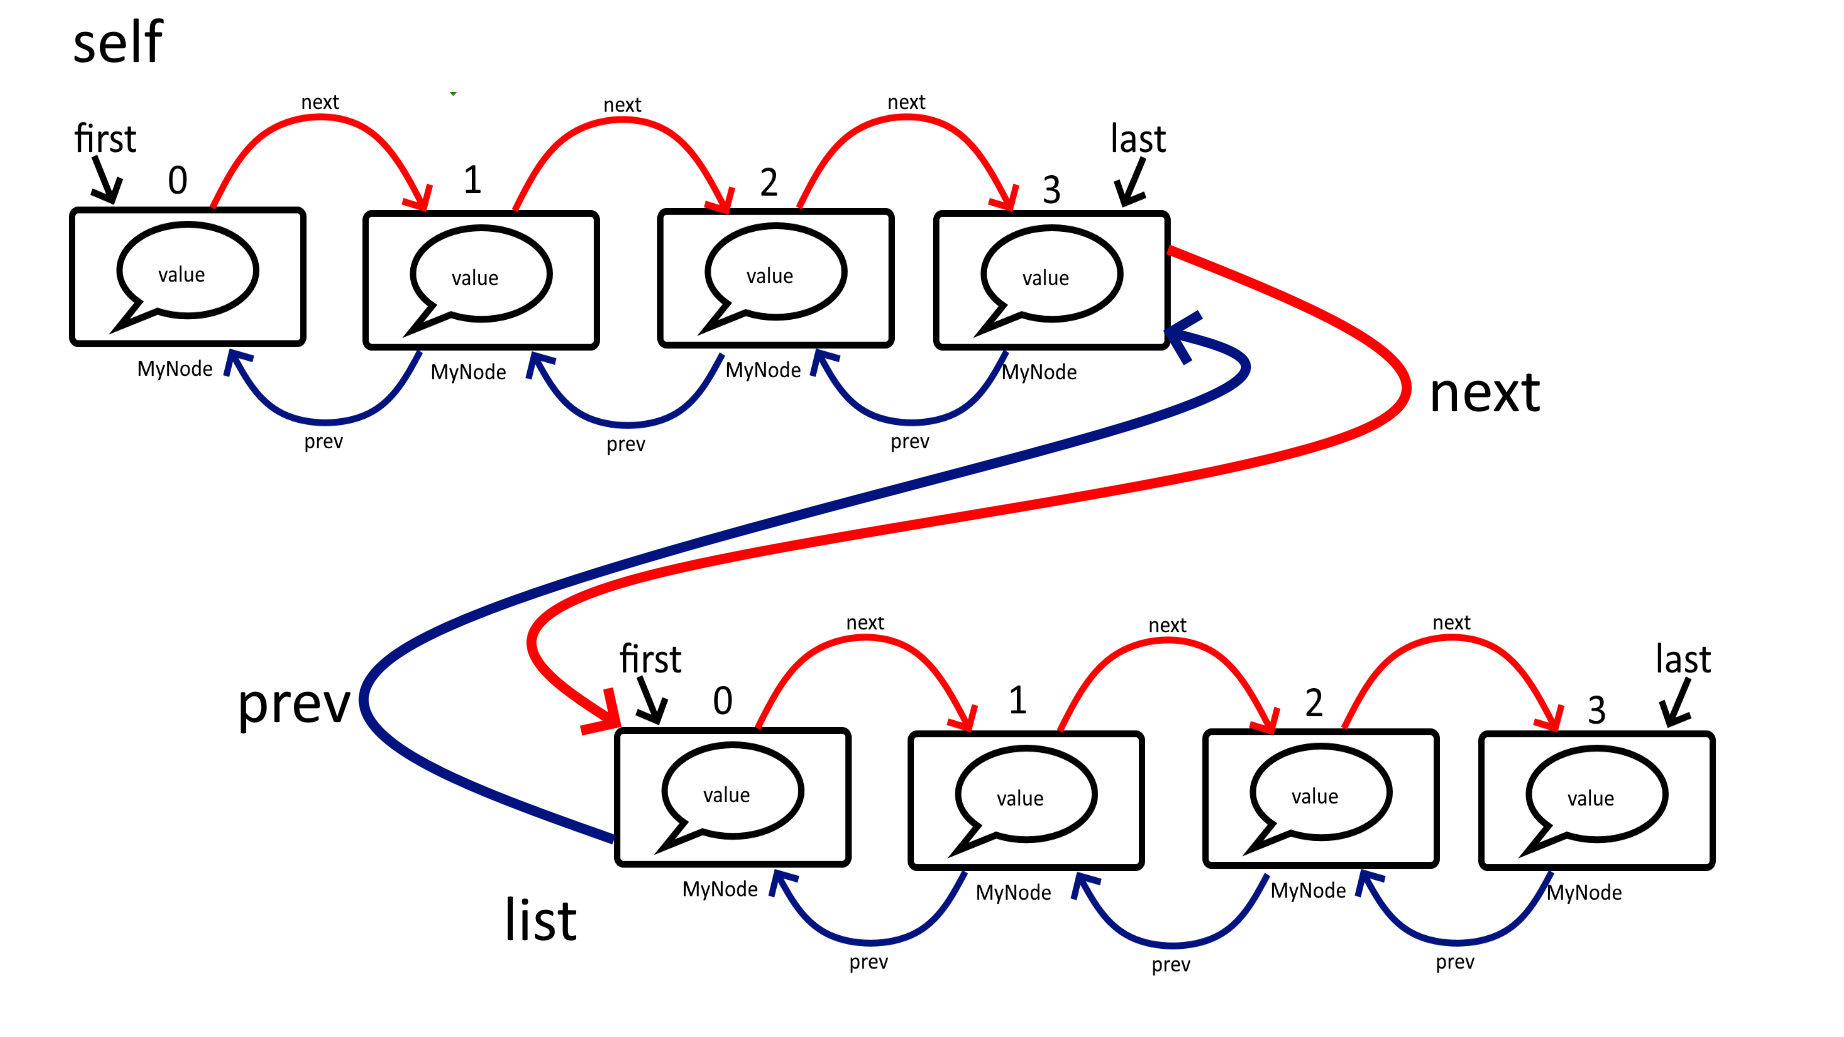 self
next next next
first last
0 1 2 3
value value value value
MyNode MyNode MyNode MyNode
next
prev prev prev
next next next
first last
prev
0 1 2 3
value value value value
MyNode MyNode MyNode MyNode
list
prev prev prev